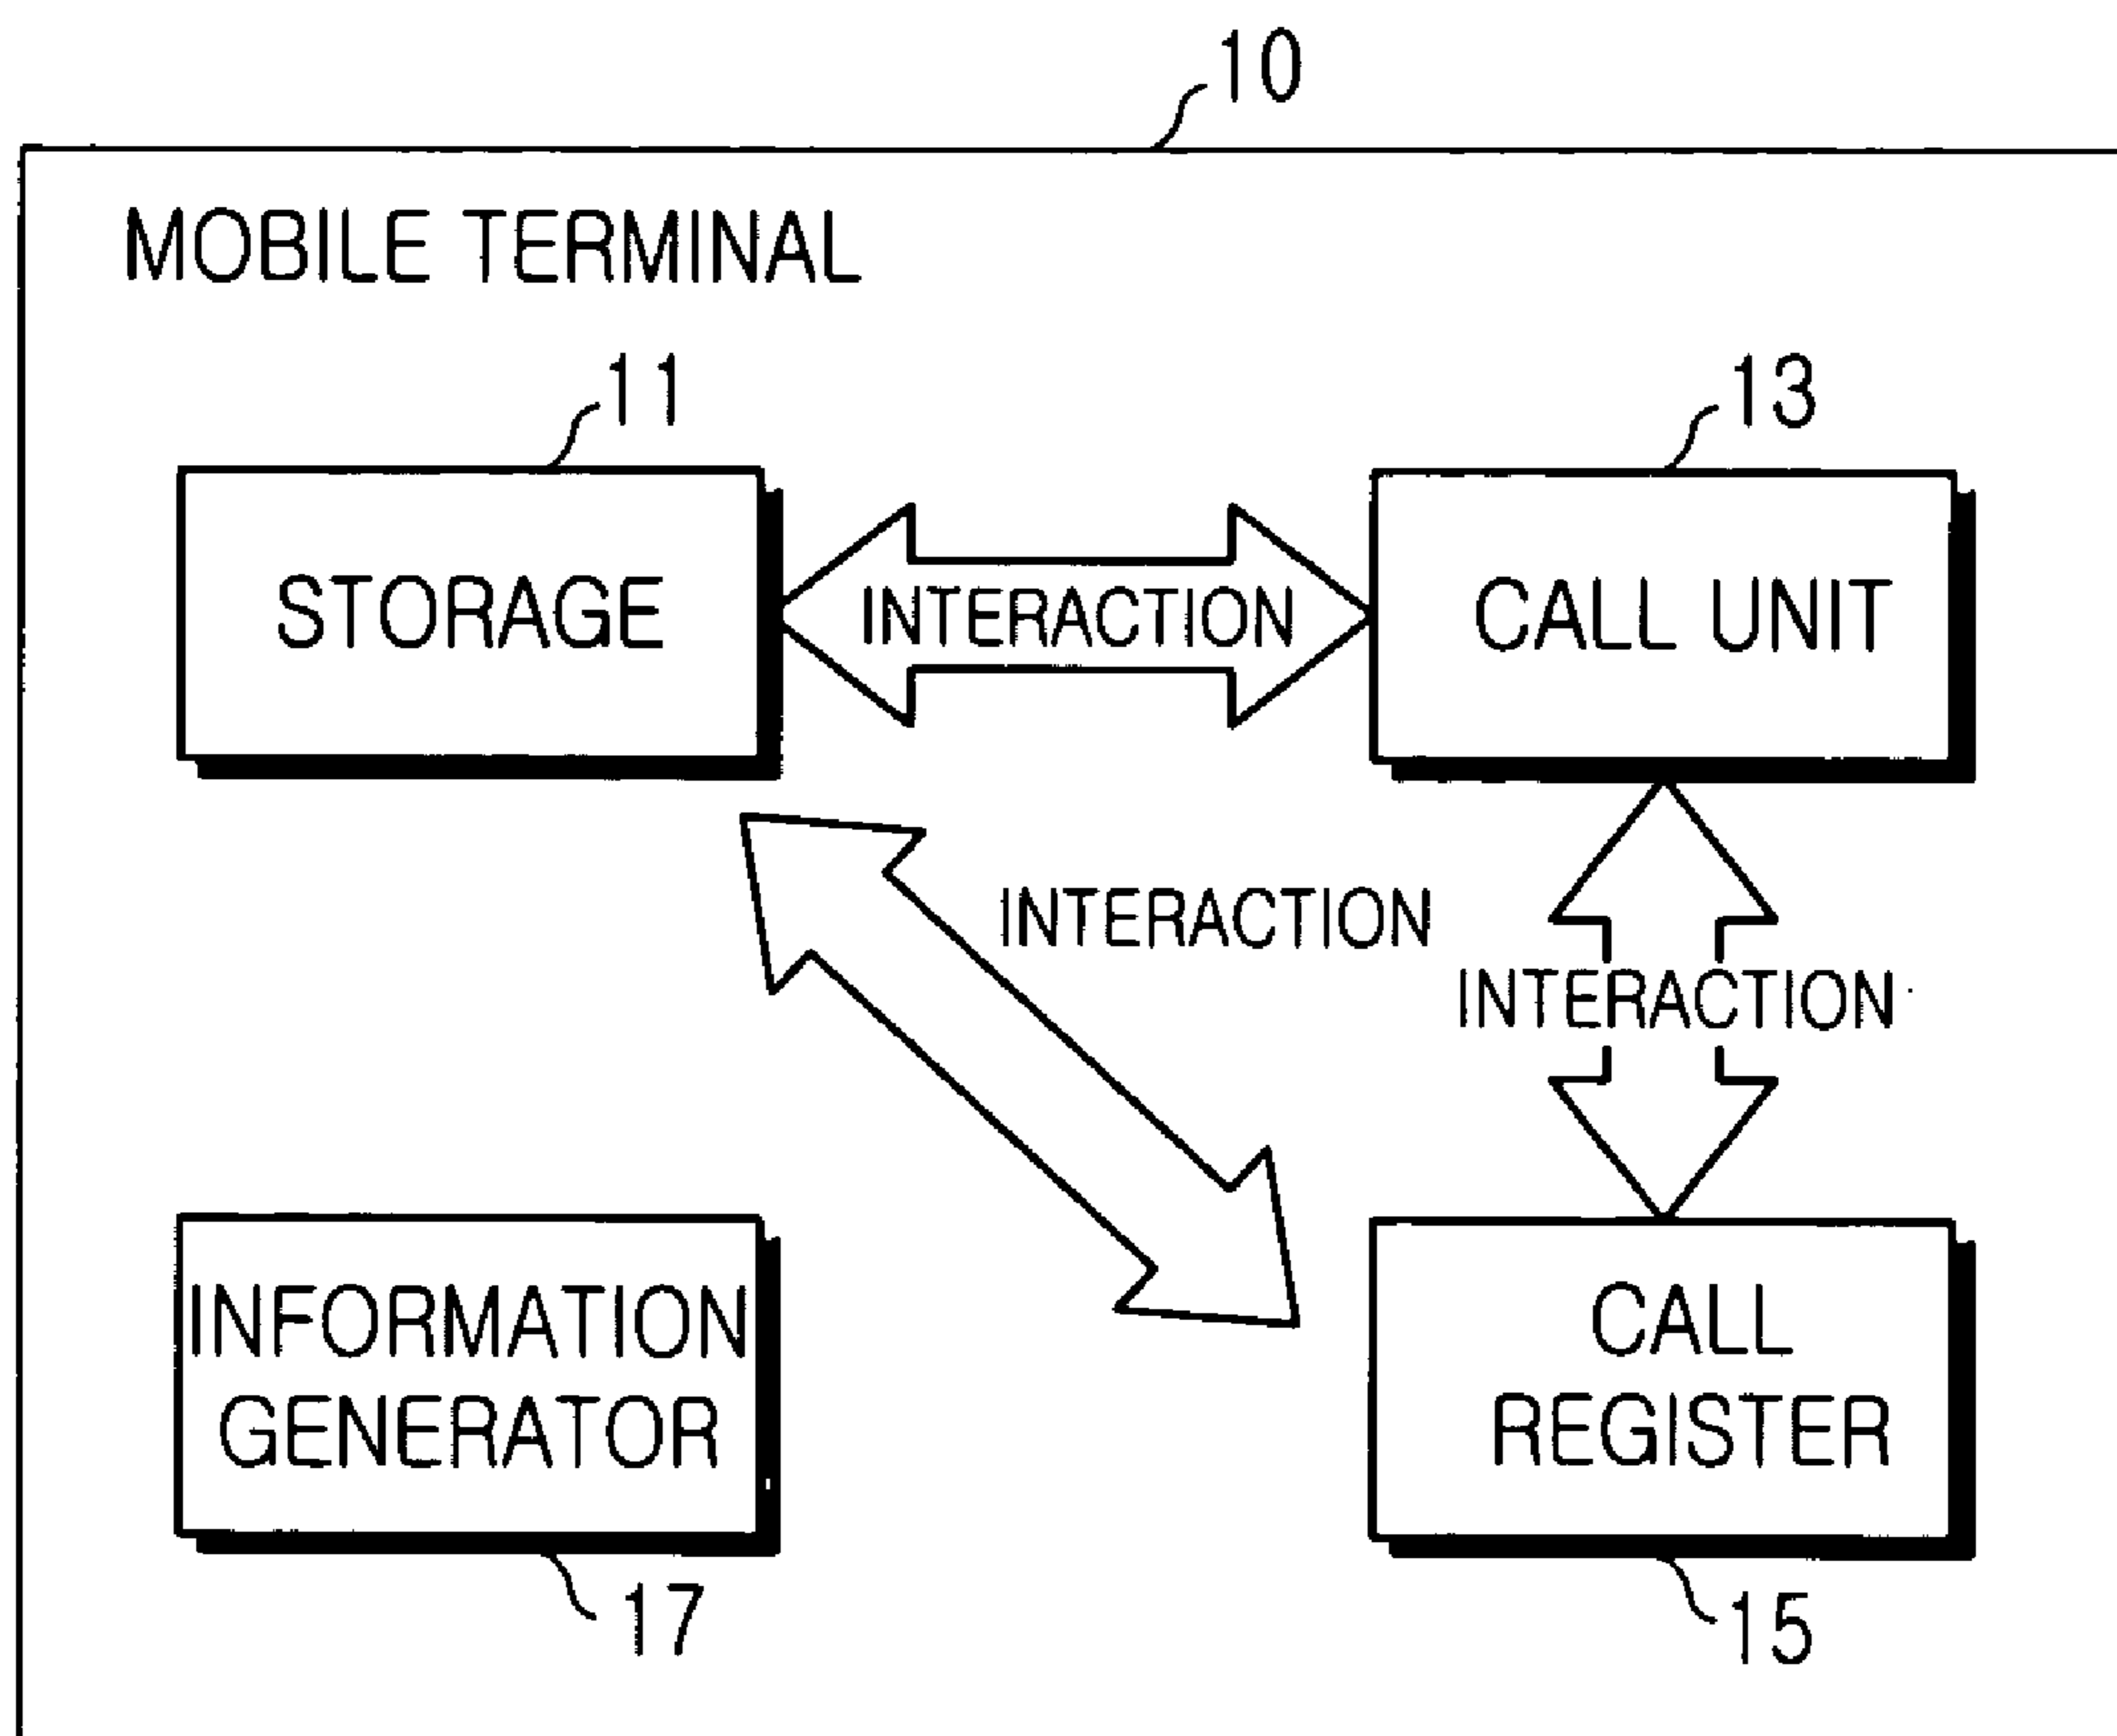 10
MOBILE TERMINAL
11
13
STORAGE
INTERACTION
CALL UNIT
INTERACTION
INTERACTION
INFORMATION
GENERATOR
CALL
REGISTER
17
15